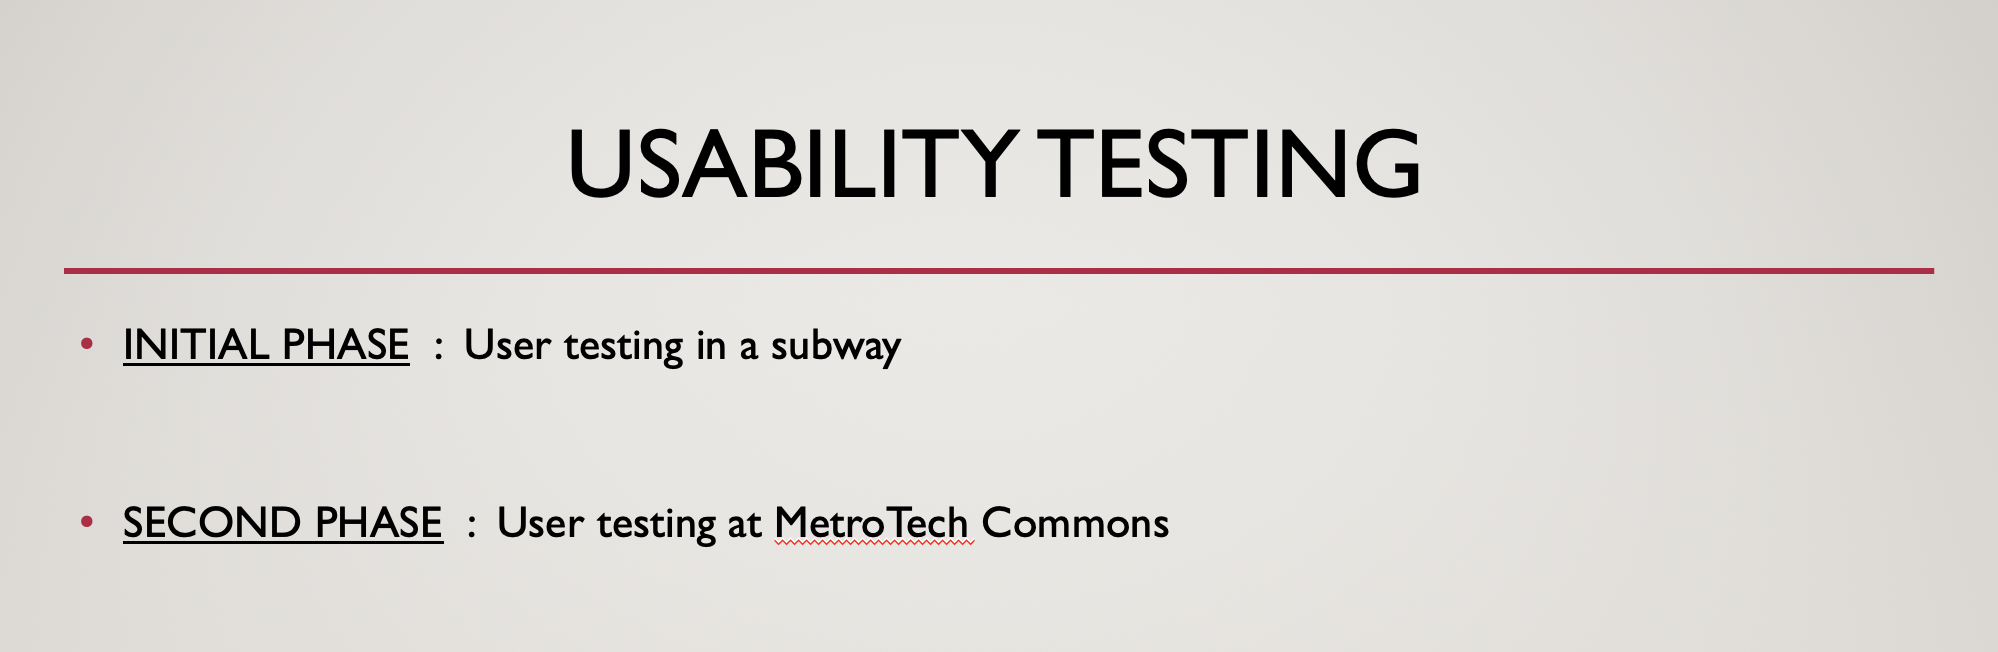 USABILITY TESTING
• INITIAL PHASE : User testing in a subway
• SECOND PHASE : User testing at MetroTech Commons